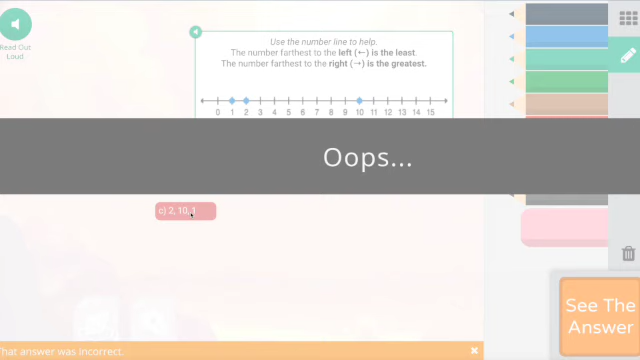 Read Out
Loud
Use the number line to help.
The number farthest to the left (←) is the least.
The number farthest to the right (→) is the greatest.
0 1 2 3 4 5 6 7 8 9 10 11 12 13 14 15
Oops...
c) 2, 10, 1
See The
Answer
That answer was incorrect.